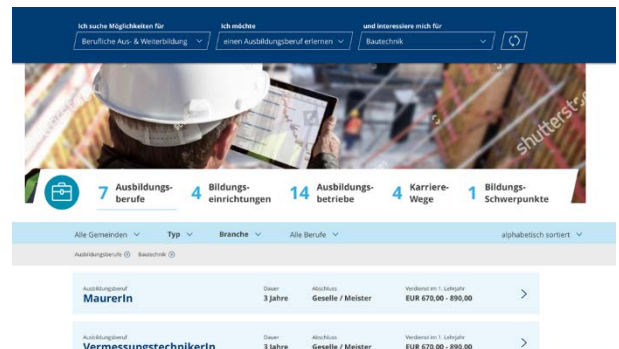 Ich suche Möglichkeiten für
Ich möchte
und interessiere mich für
Berufliche Aus- & Weiterbildung
einen Ausbildungsberuf erlernen
Bautechnik
shutterstock
7 Ausbildungs-
berufe
4 Bildungs-
einrichtungen
14 Ausbildungs-
betriebe
4 Karriere-
Wege
1 Bildungs-
Schwerpunkte
Alle Gemeinden
Typ
Branche
Alle Berufe
alphabetisch sortiert
Ausbildungsberufe
Bautechnik
Ausbildungsberuf
MaurerIn
Dauer
3 Jahre
Abschluss
Geselle / Meister
Verdienst im 1. Lehrjahr
EUR 670,00 - 890,00
Ausbildungsberuf
VermessungstechnikerIn
Dauer
3 Jahre
Abschluss
Geselle / Meister
Verdienst im 1. Lehrjahr
EUR 670,00 - 890,00